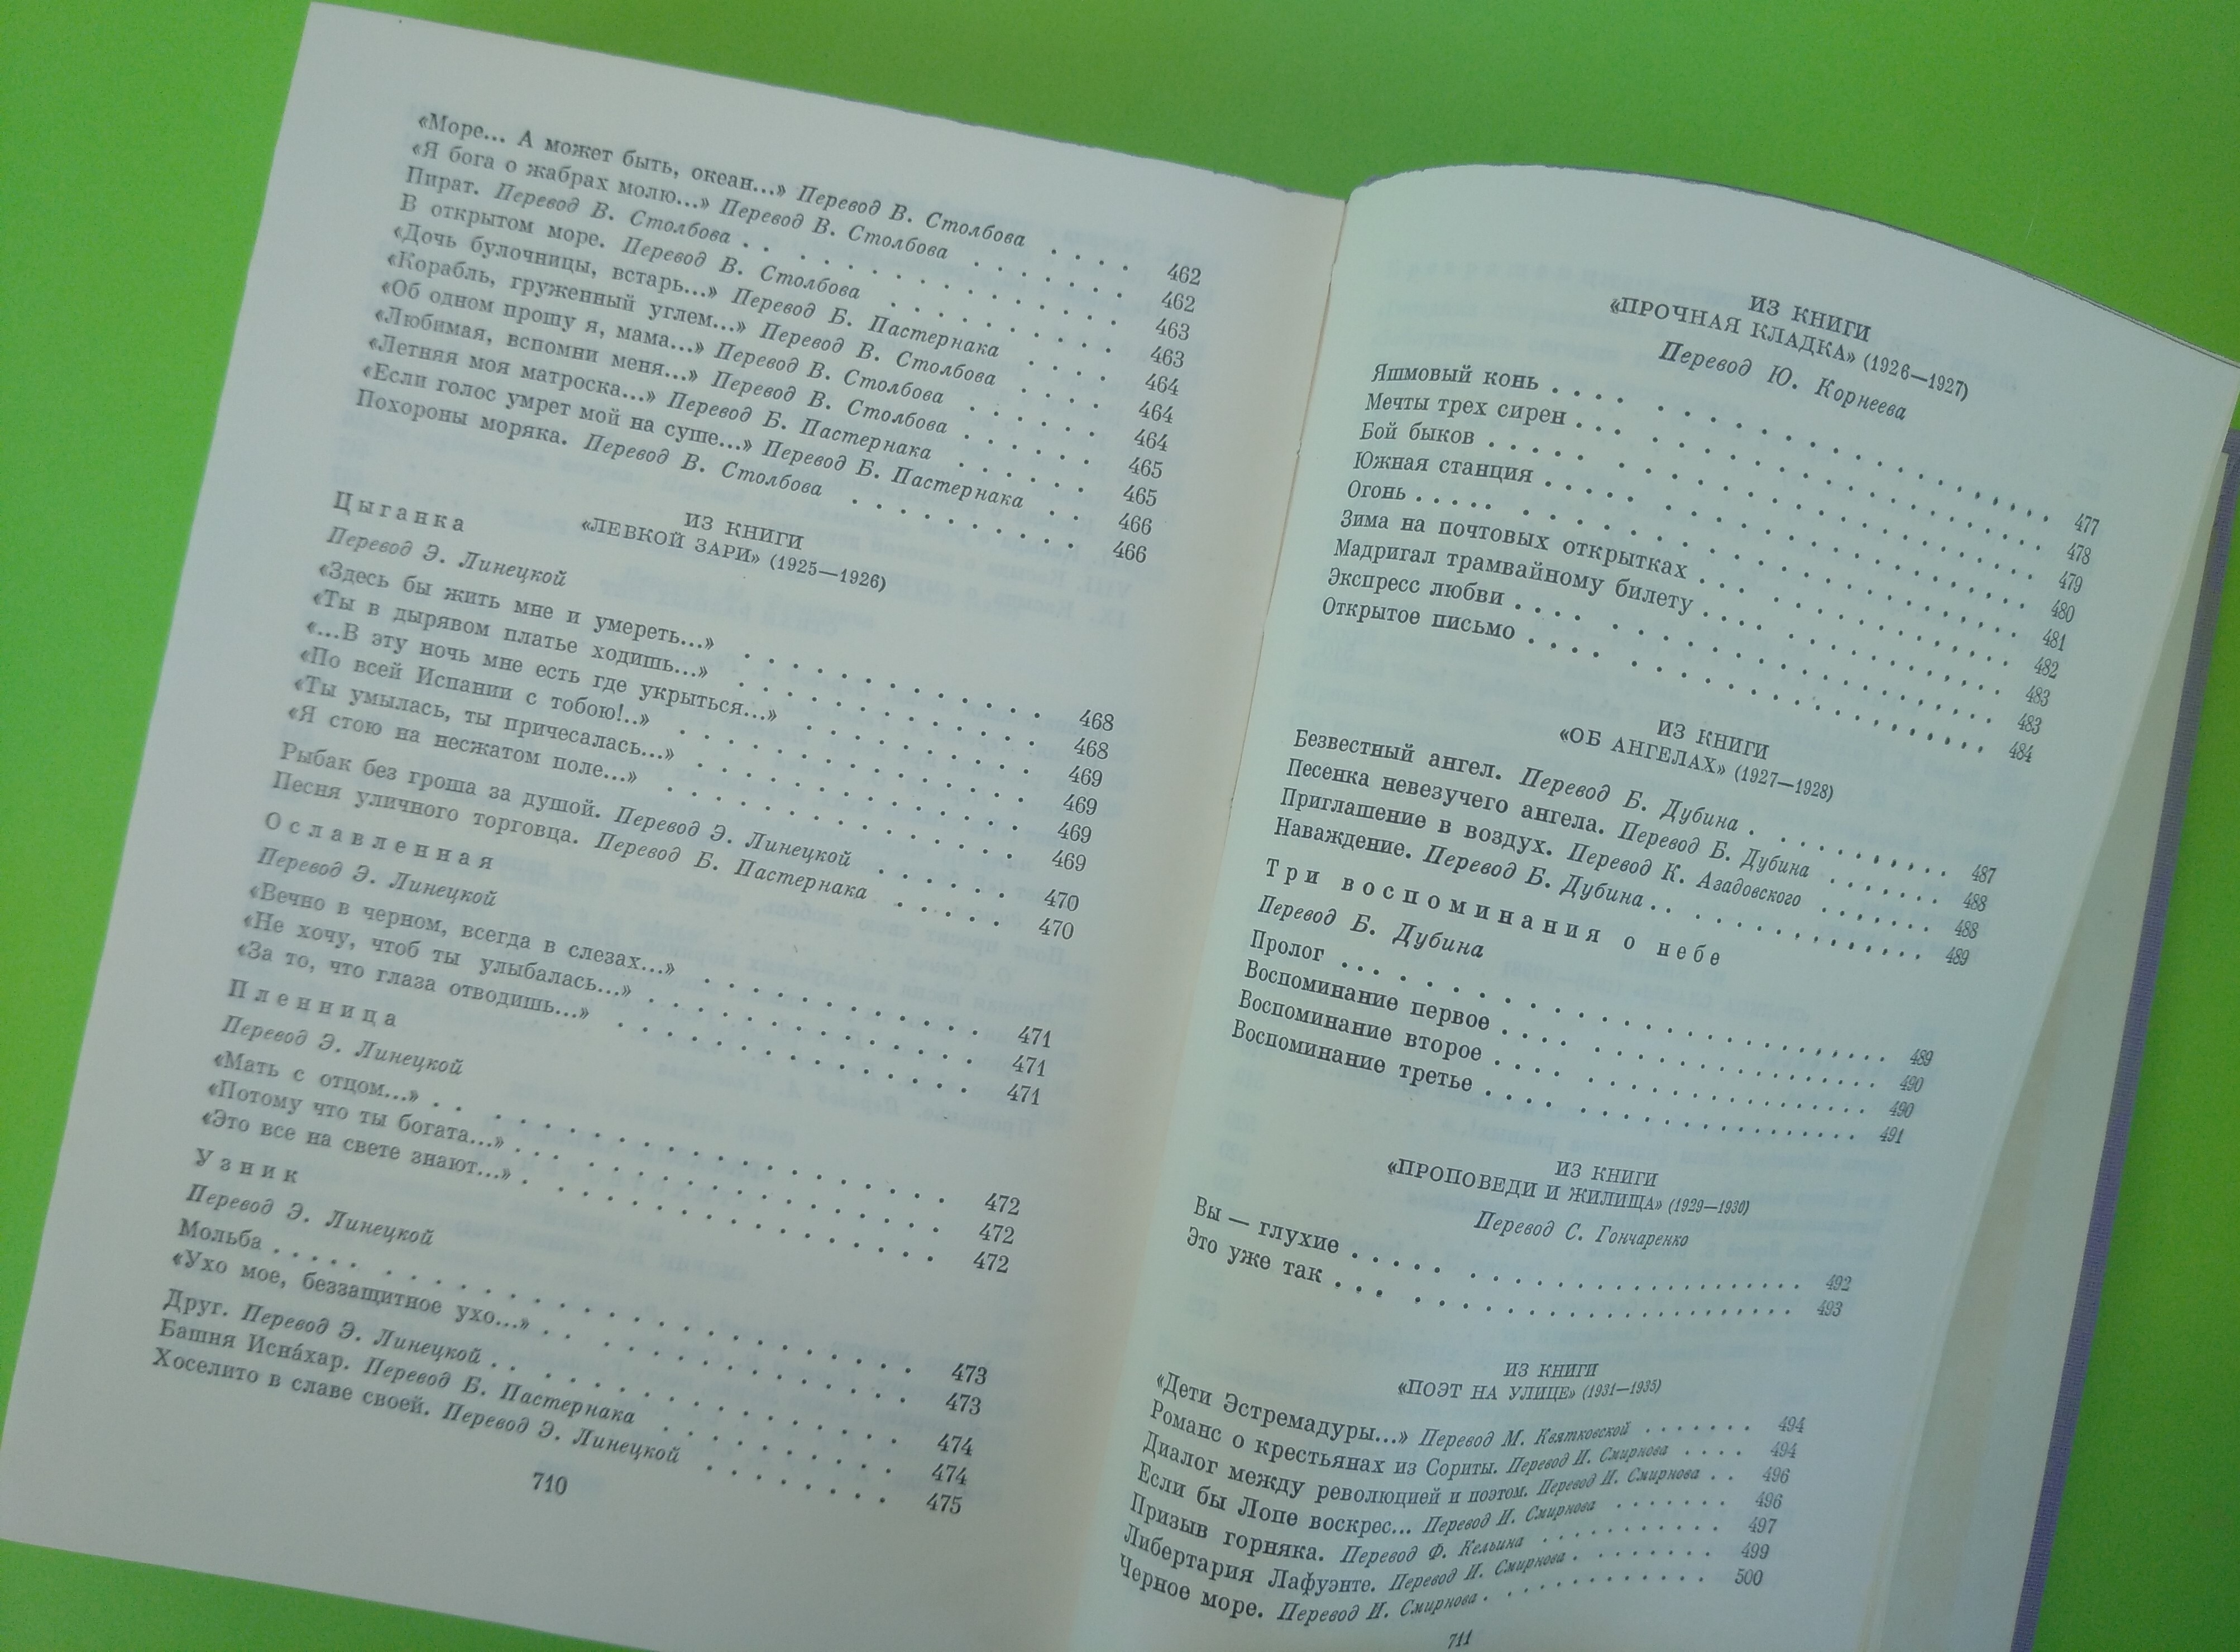 «Море... А может быть, океан...» Перевод В. Столбова . . . . 462
«Я бога о жабрах молю...» Перевод В. Столбова . . . . . . 462
Пират. Перевод В. Столбова . . . . . . . . . . . . . . 463
В открытом море. Перевод В. Столбова . . . . . . . . . 463
«Дочь булочницы, встарь...» Перевод Б. Пастернака . . . . 464
«Корабль, груженный углем...» Перевод В. Столбова . . . . 464
«Об одном прошу я, мама...» Перевод В. Столбова . . . . . 464
«Любимая, вспомни меня...» Перевод В. Столбова . . . . . . 465
«Летняя моя матроска...» Перевод Б. Пастернака . . . . . . 465
«Если голос умрет мой на суше...» Перевод Б. Пастернака . . 466
Похороны моряка. Перевод В. Столбова . . . . . . . . . . 466
ИЗ КНИГИ
«ЛЕВКОЙ ЗАРИ» (1925—1926)
Цыганка
Перевод Э. Линецкой
«Здесь бы жить мне и умереть...» . . . . . . . . . . . . 468
«Ты в дырявом платье ходишь...» . . . . . . . . . . . . 468
«...В эту ночь мне есть где укрыться...» . . . . . . . . . 469
«По всей Испании с тобою!..» . . . . . . . . . . . . . . 469
«Ты умылась, ты причесалась...» . . . . . . . . . . . . . 469
«Я стою на несжатом поле...» . . . . . . . . . . . . . . 469
Рыбак без гроша за душой. Перевод Э. Линецкой . . . . . . 470
Песня уличного торговца. Перевод Б. Пастернака . . . . . 470
Ославленная
Перевод Э. Линецкой
«Вечно в черном, всегда в слезах...» . . . . . . . . . . . 471
«Не хочу, чтоб ты улыбалась...» . . . . . . . . . . . . . 471
«За то, что глаза отводишь...» . . . . . . . . . . . . . . 471
Пленница
Перевод Э. Линецкой
«Мать с отцом...» . . . . . . . . . . . . . . . . . . . 472
«Потому что ты богата...» . . . . . . . . . . . . . . . . 472
«Это все на свете знают...» . . . . . . . . . . . . . . . 472
Узник
Перевод Э. Линецкой
Мольба . . . . . . . . . . . . . . . . . . . . . . . . 473
«Ухо мое, беззащитное ухо...» . . . . . . . . . . . . . . 473
Друг. Перевод Э. Линецкой . . . . . . . . . . . . . . . 474
Башня Исна́хар. Перевод Б. Пастернака . . . . . . . . . . 474
Хоселито в славе своей. Перевод Э. Линецкой . . . . . . . 475
710
ИЗ КНИГИ
«ПРОЧНАЯ КЛАДКА» (1926—1927)
Перевод Ю. Корнеева
Яшмовый конь . . . . . . . . . . . . . . . . . . . . . 477
Мечты трех сирен . . . . . . . . . . . . . . . . . . . . 478
Бой быков . . . . . . . . . . . . . . . . . . . . . . . 479
Южная станция . . . . . . . . . . . . . . . . . . . . . 480
Огонь . . . . . . . . . . . . . . . . . . . . . . . . . 481
Зима на почтовых открытках . . . . . . . . . . . . . . . 482
Мадригал трамвайному билету . . . . . . . . . . . . . . . 483
Экспресс любви . . . . . . . . . . . . . . . . . . . . . 483
Открытое письмо . . . . . . . . . . . . . . . . . . . . 484
ИЗ КНИГИ
«ОБ АНГЕЛАХ» (1927—1928)
Безвестный ангел. Перевод Б. Дубина . . . . . . . . . . . 487
Песенка невезучего ангела. Перевод Б. Дубина . . . . . . . 488
Приглашение в воздух. Перевод К. Азадовского . . . . . . . 488
Наваждение. Перевод Б. Дубина . . . . . . . . . . . . . . 489
Три воспоминания о небе
Перевод Б. Дубина
Пролог . . . . . . . . . . . . . . . . . . . . . . . . 489
Воспоминание первое . . . . . . . . . . . . . . . . . . 490
Воспоминание второе . . . . . . . . . . . . . . . . . . 490
Воспоминание третье . . . . . . . . . . . . . . . . . . 491
ИЗ КНИГИ
«ПРОПОВЕДИ И ЖИЛИЩА» (1929—1930)
Перевод С. Гончаренко
Вы — глухие . . . . . . . . . . . . . . . . . . . . . . 492
Это уже так . . . . . . . . . . . . . . . . . . . . . . 493
ИЗ КНИГИ
«ПОЭТ НА УЛИЦЕ» (1931—1935)
«Дети Эстремадуры...» Перевод М. Квятковской . . . . . . . 494
Романс о крестьянах из Сориты. Перевод И. Смирнова . . . . 494
Диалог между революцией и поэтом. Перевод И. Смирнова . . 496
Если бы Лопе воскрес... Перевод И. Смирнова . . . . . . . 496
Призыв горняка. Перевод Ф. Кельина . . . . . . . . . . . 497
Либертария Лафуэнте. Перевод И. Смирнова . . . . . . . . 499
Черное море. Перевод И. Смирнова . . . . . . . . . . . . 500
711